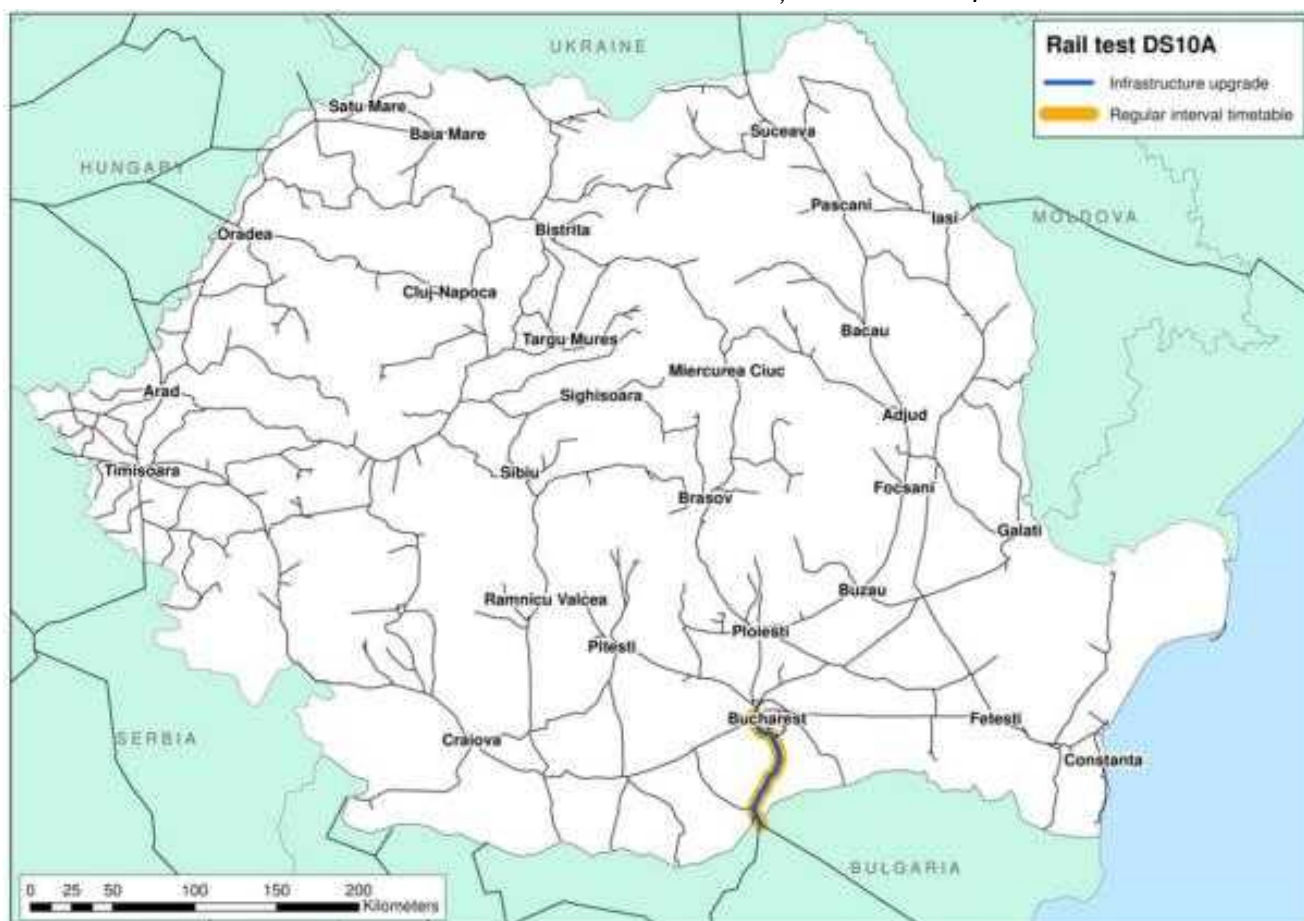 UKRAINE
Rail test DS10A
Infrastructure upgrade
Regular interval timetable
Satu Mare
Baia Mare
Suceava
HUNGARY
Pascani
Iasi
MOLDOVA
Oradea
Bistrita
Cluj-Napoca
Bacau
Targu Mures
Miercurea Ciuc
Arad
Sighisoara
Adjud
Timisoara
Sibiu
Brasov
Focsani
Galati
Buzau
Ramnicu Valcea
Ploiesti
Pitesti
Bucharest
Fetesti
SERBIA
Craiova
Constanta
BULGARIA
0 25 50 100 150 200
Kilometers